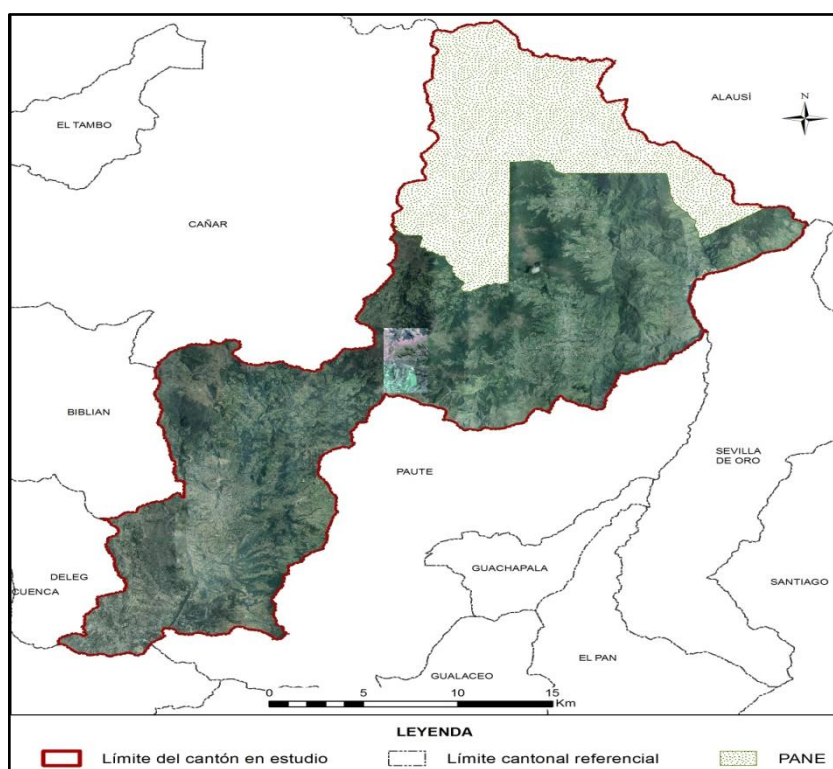 ALAUSÍ
N
EL TAMBO
CAÑAR
BIBLIAN
SEVILLA
DE ORO
PAUTE
GUACHAPALA
DELEG
CUENCA
SANTIAGO
EL PAN
GUALACEO
0 5 10 15
Km
LEYENDA
Límite del cantón en estudio Límite cantonal referencial PANE